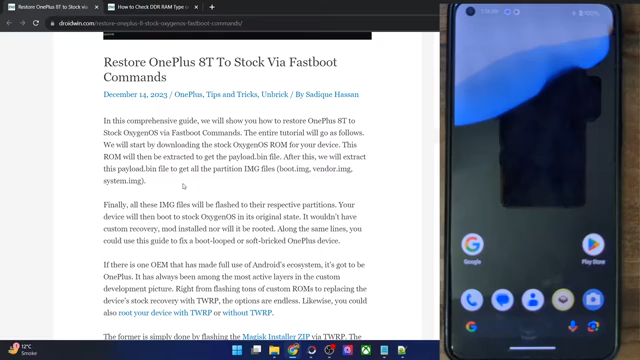 Restore OnePlus 8T to Stock via
How to Check DDR RAM Type o
droidwin.com/restore-oneplus-8-stock-oxygenos-fastboot-commands/
Restore OnePlus 8T To Stock Via Fastboot
Commands
December 14, 2023 / OnePlus, Tips and Tricks, Unbrick / By Sadique Hassan
In this comprehensive guide, we will show you how to restore OnePlus 8T to
Stock OxygenOS via Fastboot Commands. The entire tutorial will go as follows.
We will start by downloading the stock OxygenOS ROM for your device. This
ROM will then be extracted to get the payload.bin file. After this, we will extract
this payload.bin file to get all the partition IMG files (boot.img, vendor.img,
system.img).
Finally, all these IMG files will be flashed to their respective partitions. Your
device will then boot to stock OxygenOS in its original state. It wouldn't have
custom recovery, mod installed nor will it be rooted. Along the same lines, you
could use this guide to fix a boot-looped or soft-bricked OnePlus device.
If there is one OEM that has made full use of Android's ecosystem, it's got to be
OnePlus. It has always been among the most active layers in the custom
development picture. Right from flashing tons of custom ROMs to replacing the
device's stock recovery with TWRP, the options are endless. Likewise, you could
also root your device with TWRP or without TWRP.
The former is simply done by flashing the Magisk Installer ZIP via TWRP. The
12°C
Smoke
Google
Play Store